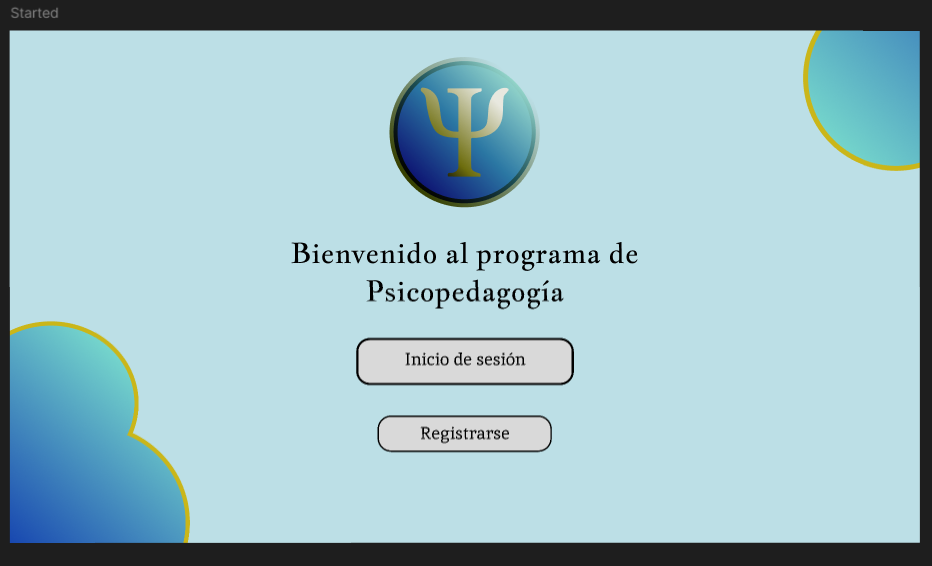 Started
Ψ
Bienvenido al programa de
Psicopedagogía
Inicio de sesión
Registrarse